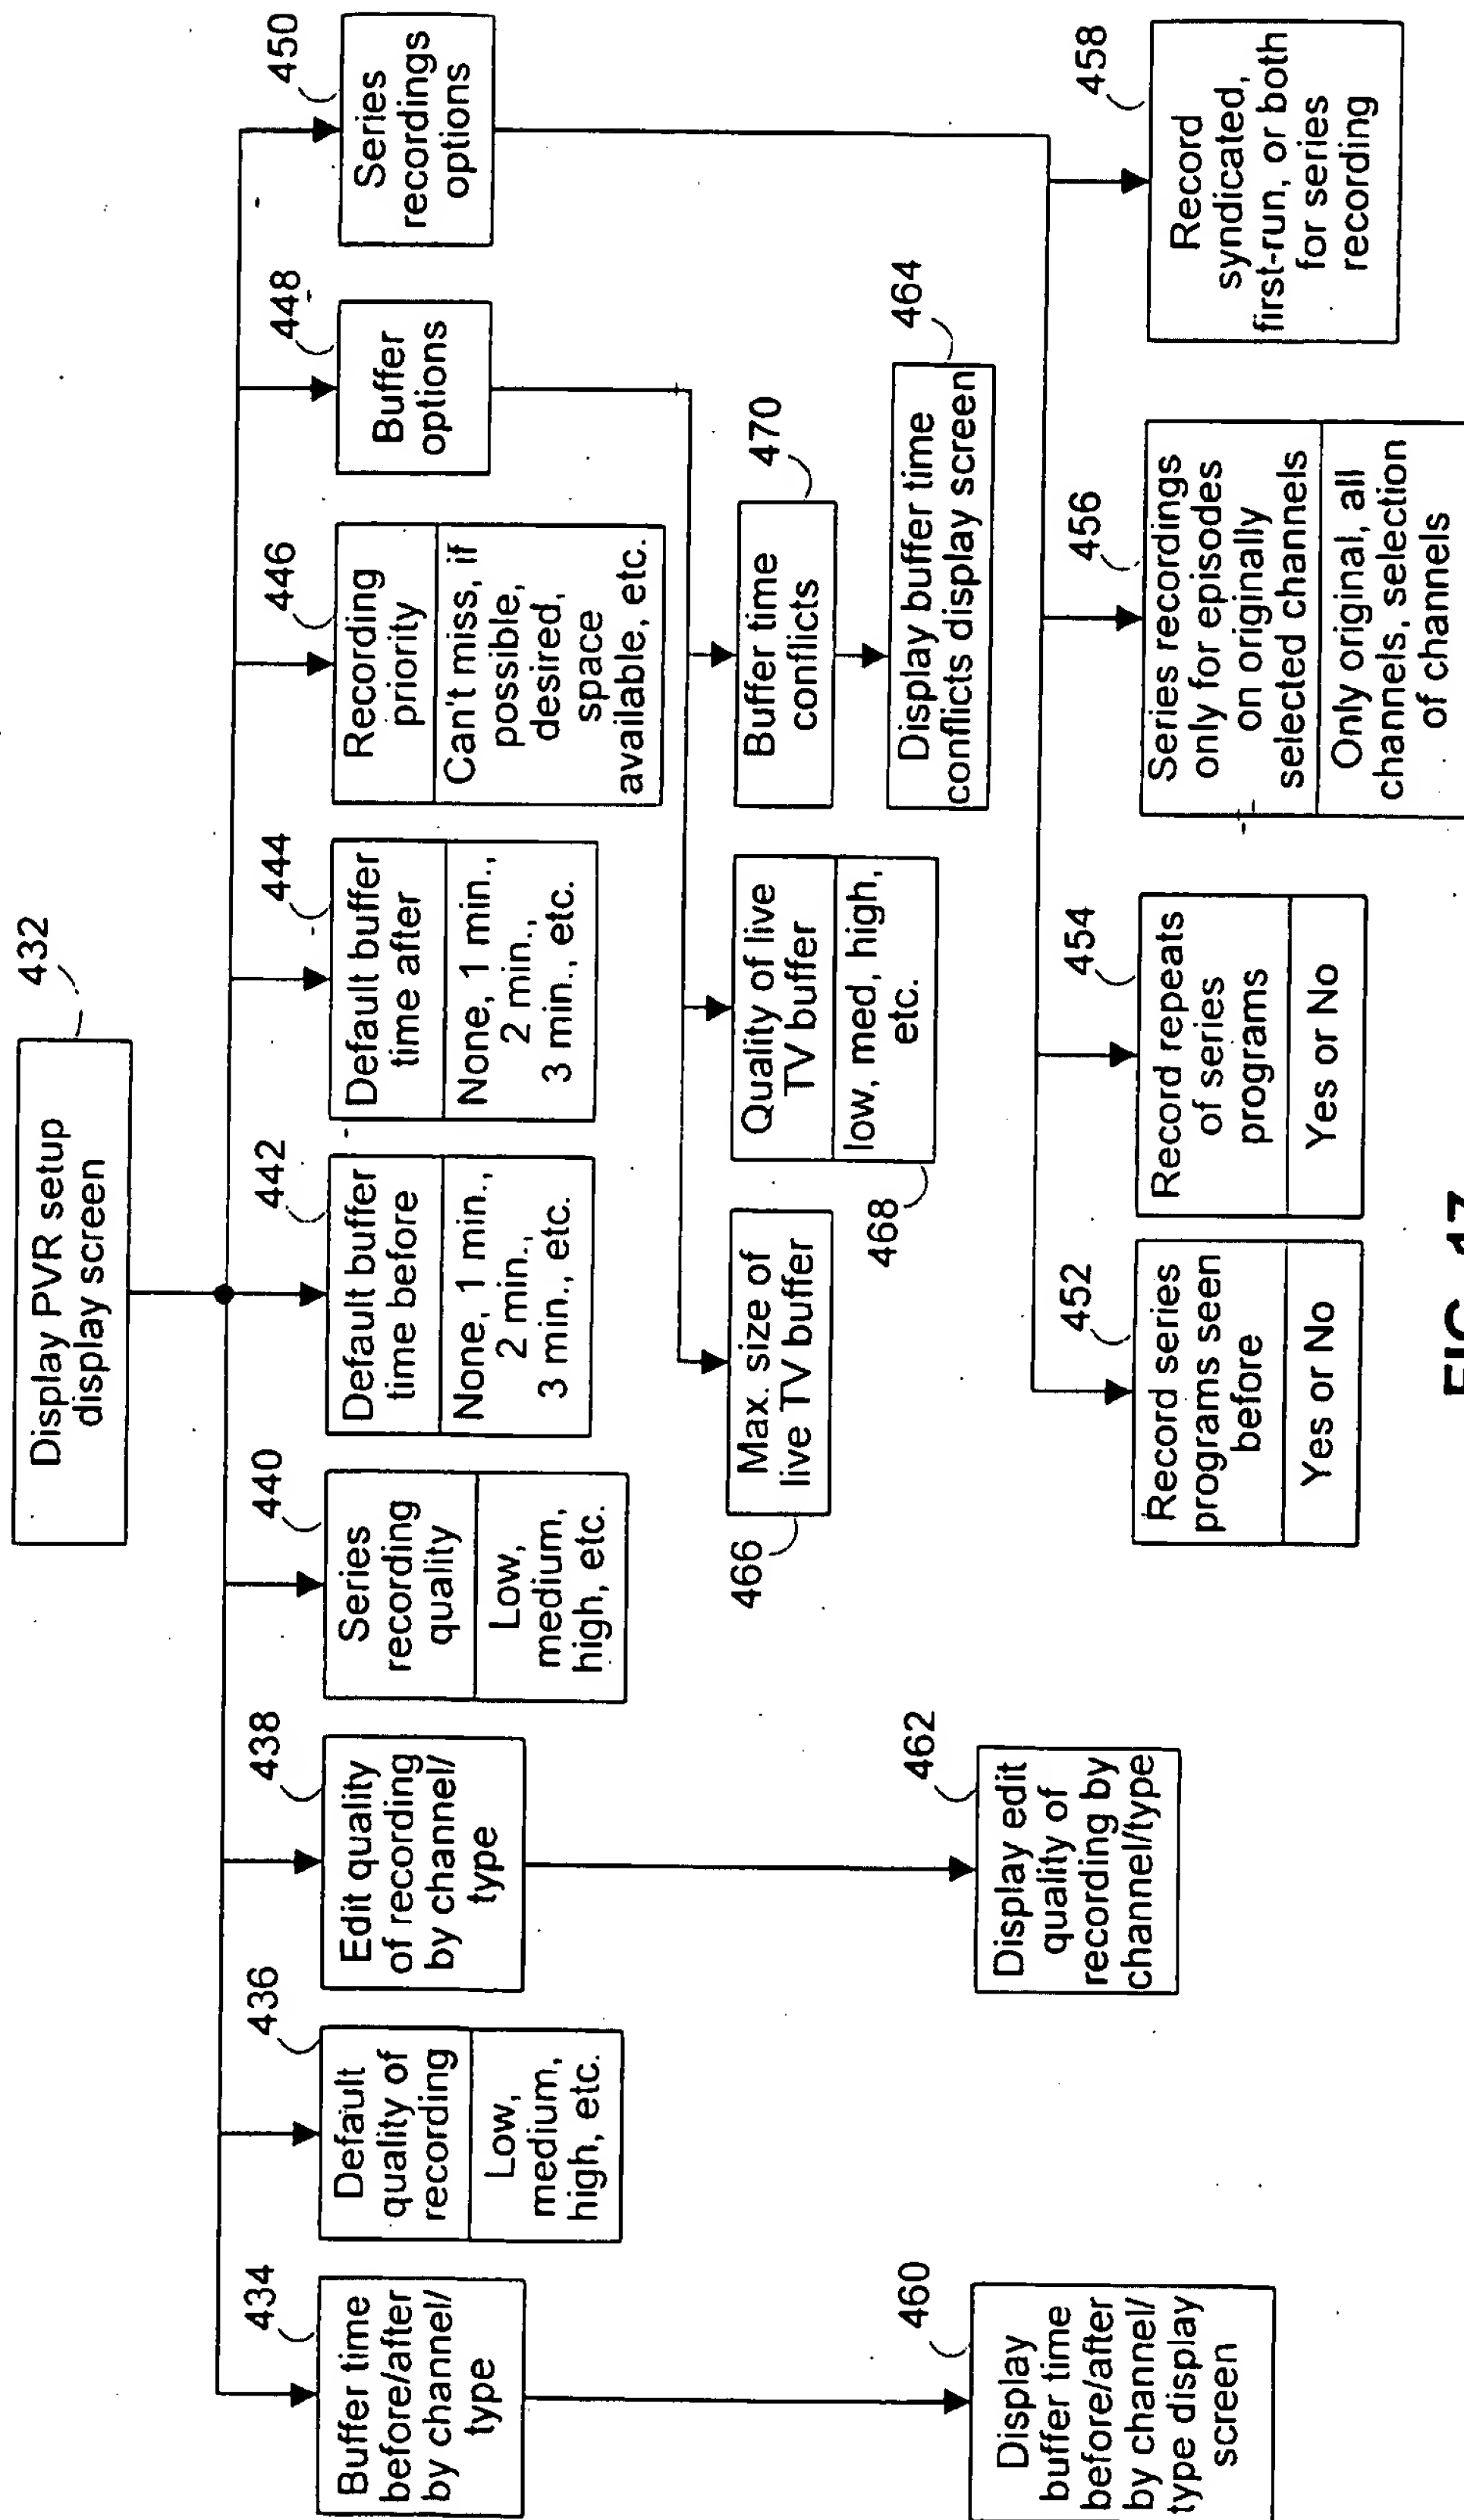 432
Display PVR setup
display screen
434
Buffer time
before/after
by channel/
type
436
Default
quality of
recording
Low,
medium,
high, etc.
438
Edit quality
of recording
by channel/
type
440
Series
recording
quality
Low,
medium,
high, etc.
442
Default buffer
time before
None, 1 min.,
2 min.,
3 min., etc.
444
Default buffer
time after
None, 1 min.,
2 min.,
3 min., etc.
446
Recording
priority
Can't miss, if
possible,
desired,
space
available, etc.
448
Buffer
options
450
Series
recordings
options
466
Max. size of
live TV buffer
468
Quality of live
TV buffer
low, med, high,
etc.
470
Buffer time
conflicts
464
Display buffer time
conflicts display screen
460
Display
buffer time
before/after
by channel/
type display
screen
462
Display edit
quality of
recording by
channel/type
452
Record series
programs seen
before
Yes or No
454
Record repeats
of series
programs
Yes or No
456
Series recordings
only for episodes
on originally
selected channels
Only original, all
channels, selection
of channels
458
Record
syndicated,
first-run, or both
for series
recording
FIG. 17